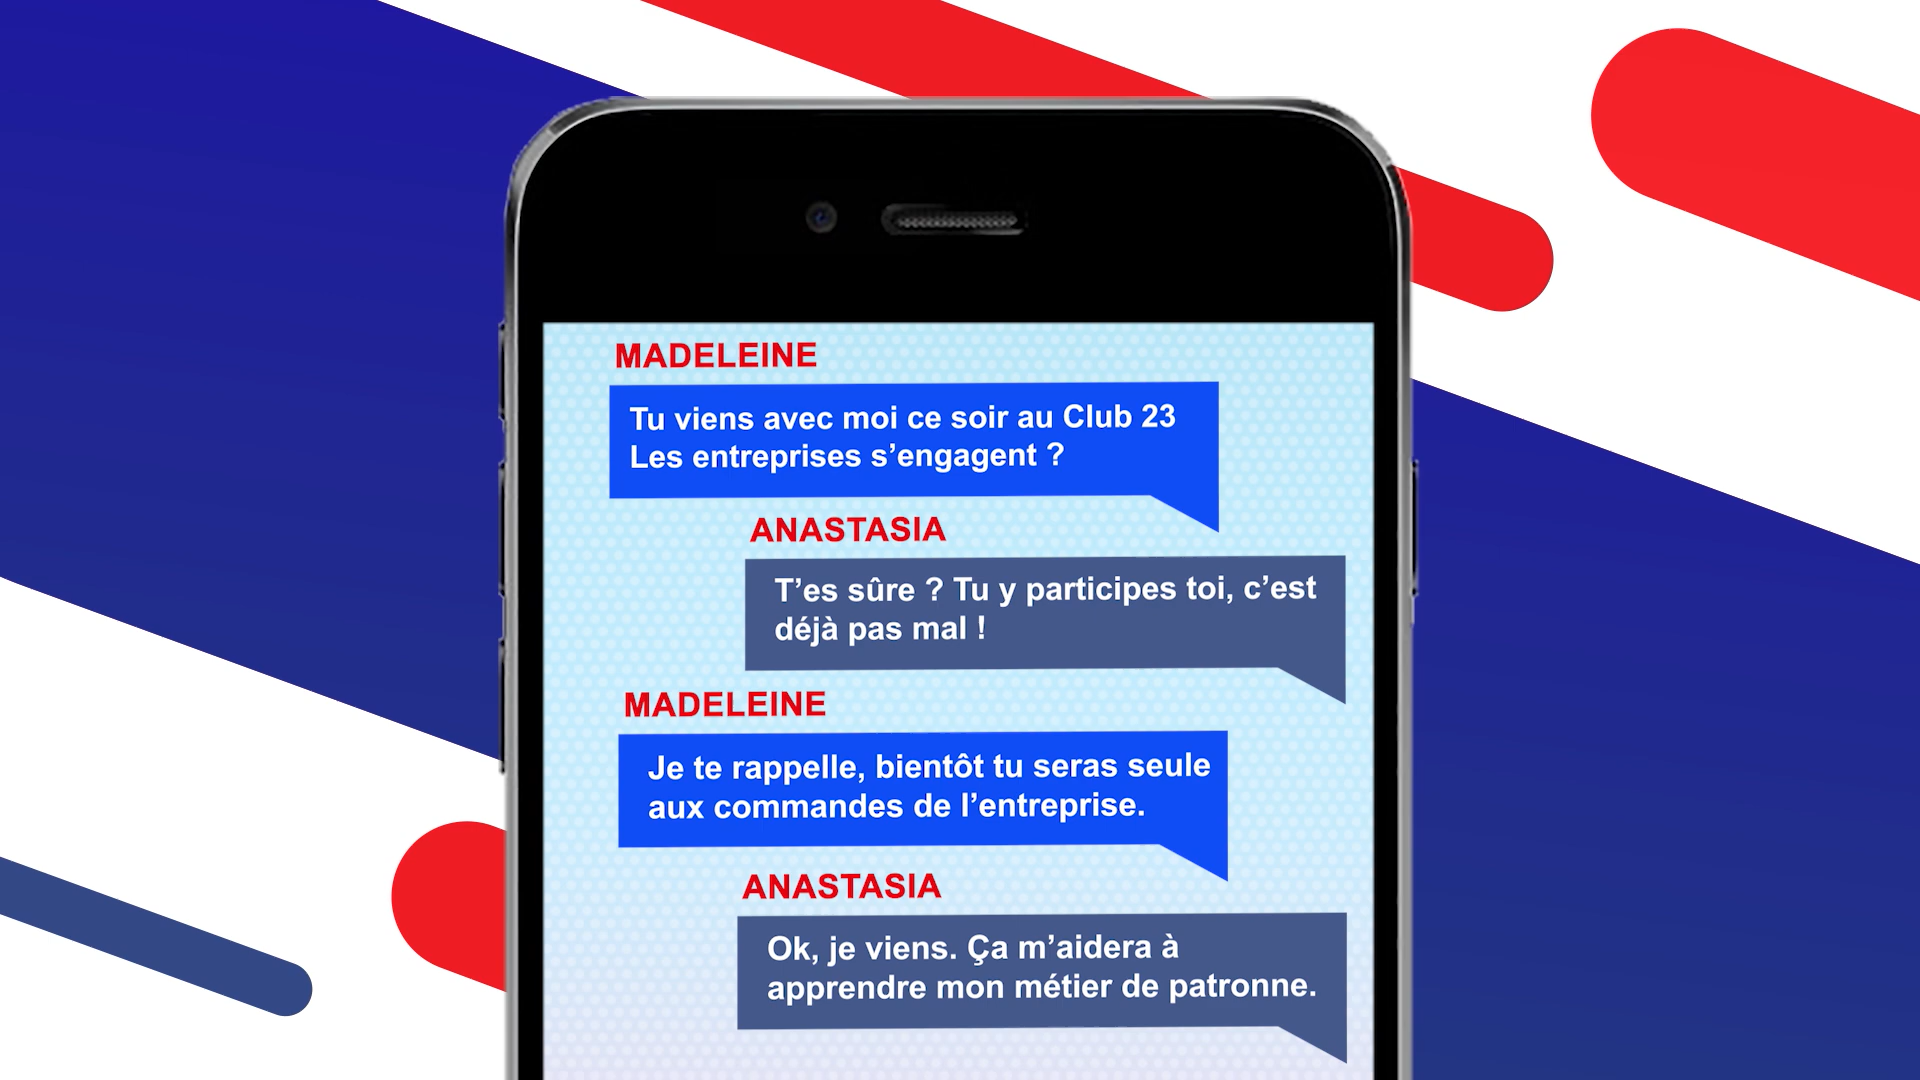 MADELEINE
Tu viens avec moi ce soir au Club 23
Les entreprises s’engagent ?
ANASTASIA
T’es sûre ? Tu y participes toi, c’est
déjà pas mal !
MADELEINE
Je te rappelle, bientôt tu seras seule
aux commandes de l’entreprise.
ANASTASIA
Ok, je viens. Ça m’aidera à
apprendre mon métier de patronne.